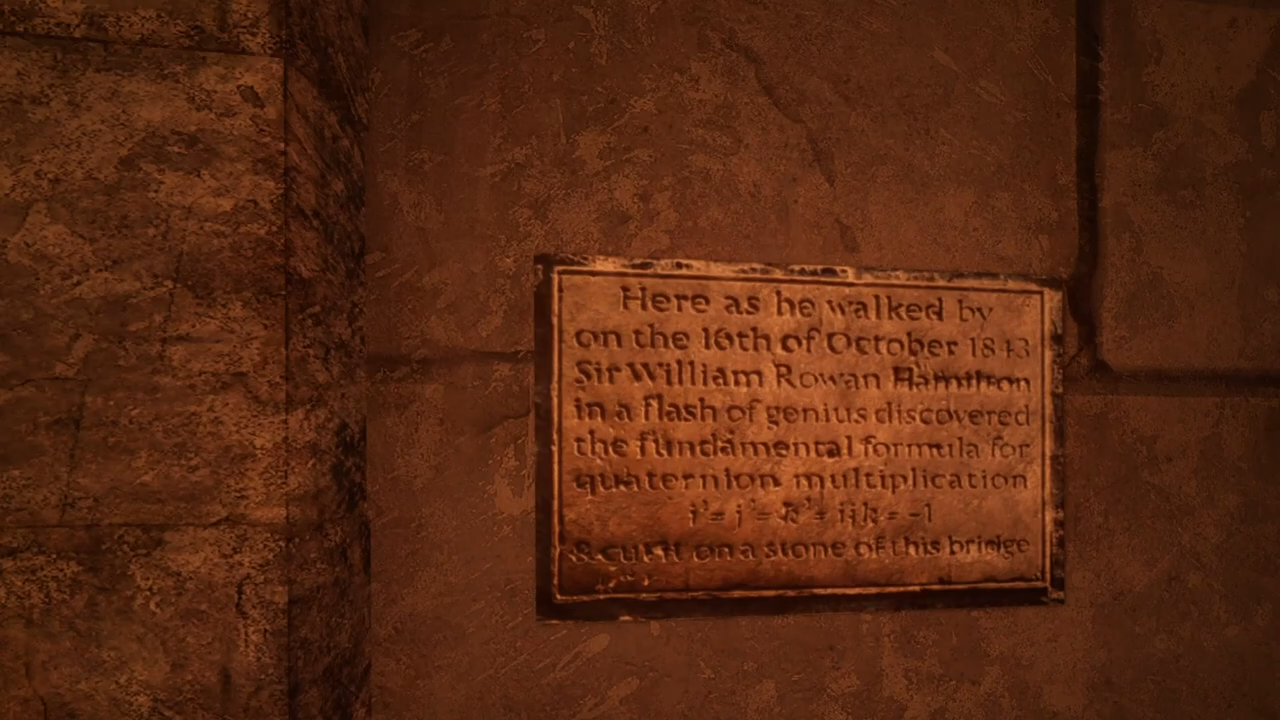 Here as he walked by
on the 16th of October 1843
Sir William Rowan Hamilton
in a flash of genius discovered
the fundamental formula for
quaternion multiplication
i² = j² = k² = ijk = -1
& cut it on a stone of this bridge